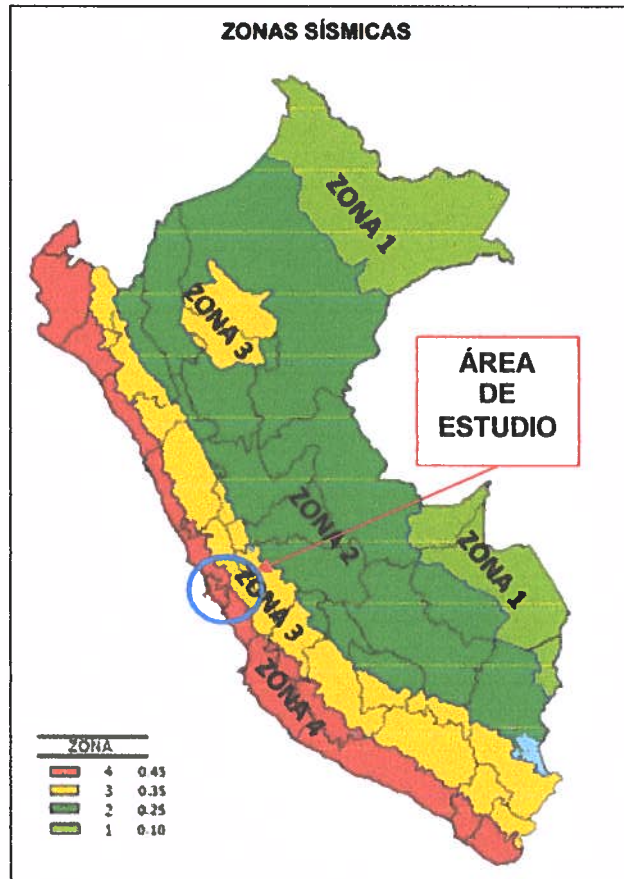 ZONAS SÍSMICAS
ZONA 1
ZONA 3
ÁREA
DE
ESTUDIO
ZONA 2
ZONA 1
ZONA 3
ZONA 4
ZONA
4 0.45
3 0.35
2 0.25
1 0.10